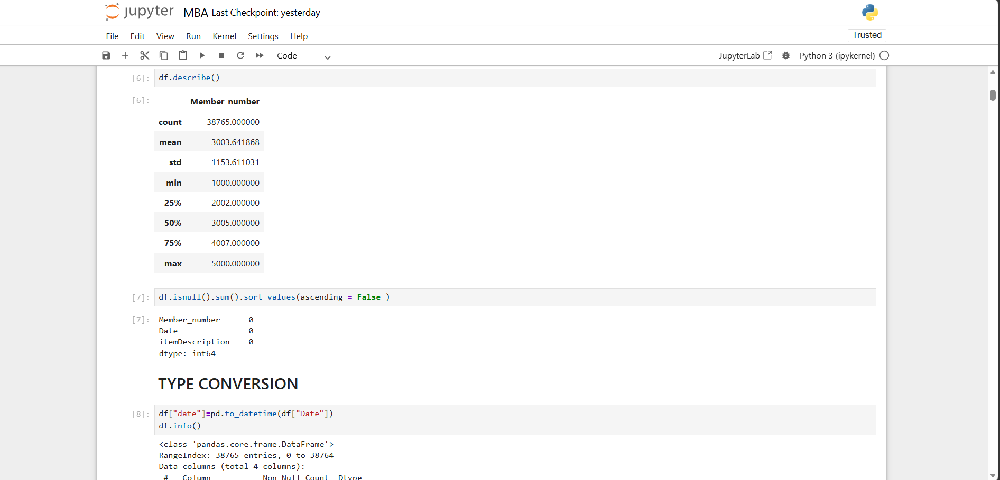 jupyter MBA Last Checkpoint: yesterday
File Edit View Run Kernel Settings Help Trusted
Code JupyterLab Python 3 (ipykernel)
[6]: df.describe()
[6]: Member_number
count 38765.000000
mean 3003.641868
std 1153.611031
min 1000.000000
25% 2002.000000
50% 3005.000000
75% 4007.000000
max 5000.000000
[7]: df.isnull().sum().sort_values(ascending = False )
[7]: Member_number 0
Date 0
itemDescription 0
dtype: int64
TYPE CONVERSION
[8]: df["date"]=pd.to_datetime(df["Date"])
df.info()
<class 'pandas.core.frame.DataFrame'>
RangeIndex: 38765 entries, 0 to 38764
Data columns (total 4 columns):
# Column Non-Null Count Dtype